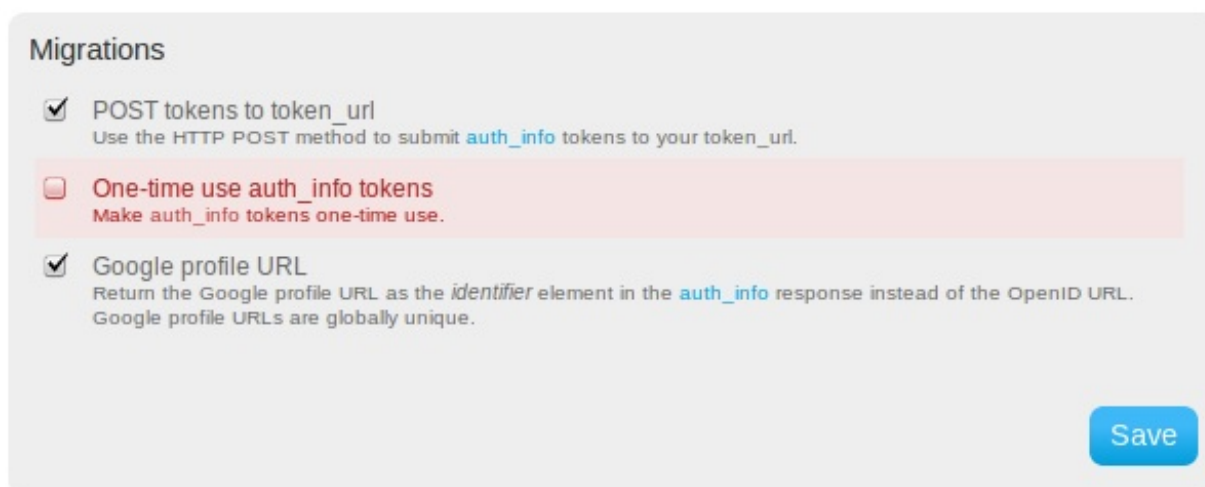 Migrations
POST tokens to token_url
Use the HTTP POST method to submit auth_info tokens to your token_url.
One-time use auth_info tokens
Make auth_info tokens one-time use.
Google profile URL
Return the Google profile URL as the identifier element in the auth_info response instead of the OpenID URL.
Google profile URLs are globally unique.
Save